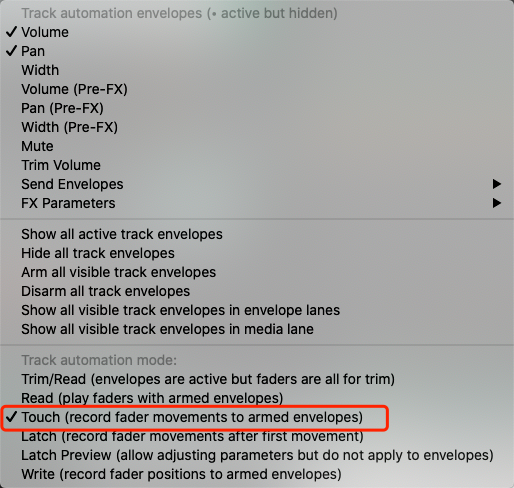 Track automation envelopes (• active but hidden)
✓ Volume
✓ Pan
Width
Volume (Pre-FX)
Pan (Pre-FX)
Width (Pre-FX)
Mute
Trim Volume
Send Envelopes ▶
FX Parameters ▶
Show all active track envelopes
Hide all track envelopes
Arm all visible track envelopes
Disarm all track envelopes
Show all visible track envelopes in envelope lanes
Show all visible track envelopes in media lane
Track automation mode:
Trim/Read (envelopes are active but faders are all for trim)
Read (play faders with armed envelopes)
✓ Touch (record fader movements to armed envelopes)
Latch (record fader movements after first movement)
Latch Preview (allow adjusting parameters but do not apply to envelopes)
Write (record fader positions to armed envelopes)